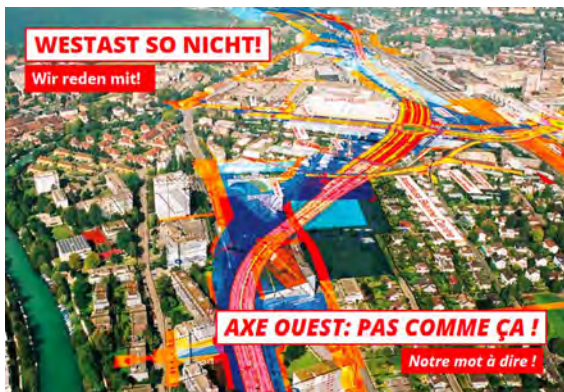 WESTAST SO NICHT!
Wir reden mit!
AXE OUEST: PAS COMME ÇA !
Notre mot à dire !